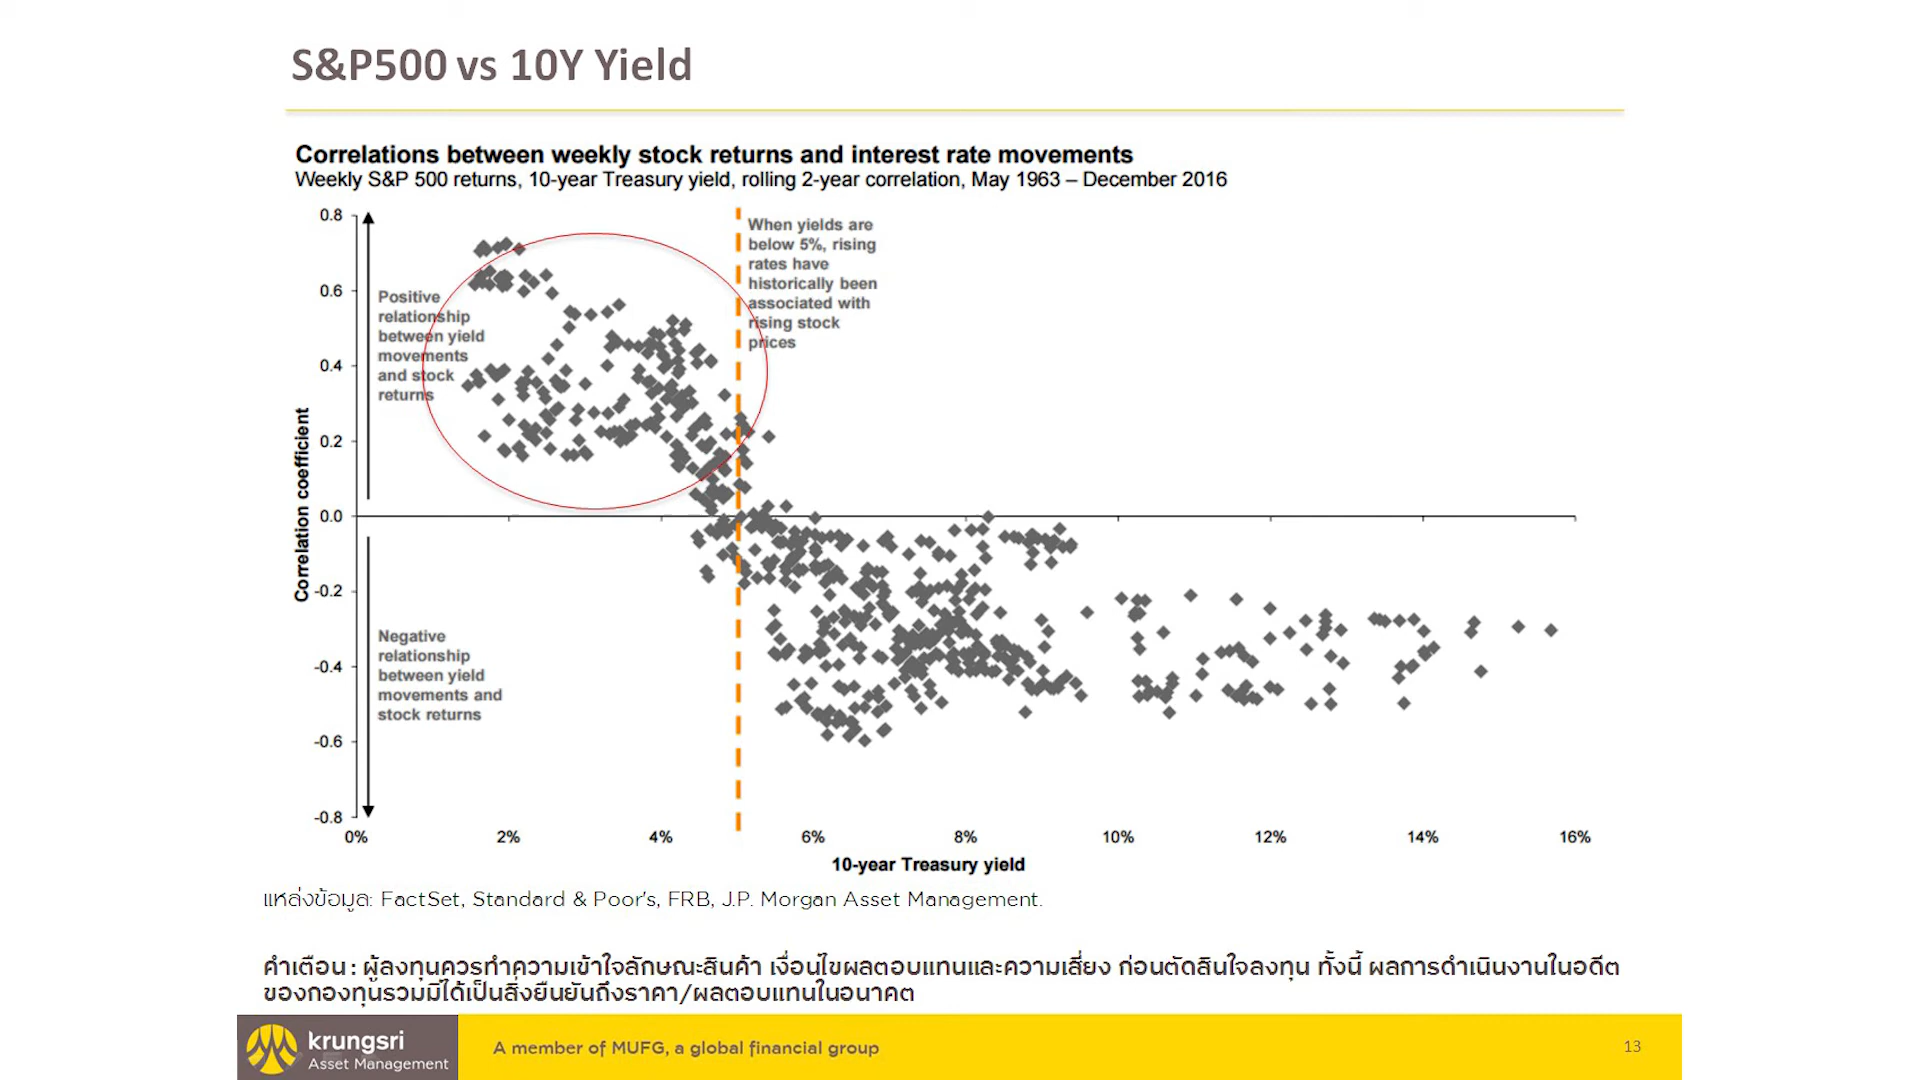 S&P500 vs 10Y Yield
Correlations between weekly stock returns and interest rate movements
Weekly S&P 500 returns, 10-year Treasury yield, rolling 2-year correlation, May 1963 – December 2016
0.8
0.6
0.4
0.2
0.0
-0.2
-0.4
-0.6
-0.8
Correlation coefficient
Positive
relationship
between yield
movements
and stock
returns
When yields are
below 5%, rising
rates have
historically been
associated with
rising stock
prices
Negative
relationship
between yield
movements and
stock returns
0% 2% 4% 6% 8% 10% 12% 14% 16%
10-year Treasury yield
แหล่งข้อมูล: FactSet, Standard & Poor's, FRB, J.P. Morgan Asset Management.
คำเตือน : ผู้ลงทุนควรทำความเข้าใจลักษณะสินค้า เงื่อนไขผลตอบแทนและความเสี่ยง ก่อนตัดสินใจลงทุน ทั้งนี้ ผลการดำเนินงานในอดีต
ของกองทุนรวมมิได้เป็นสิ่งยืนยันถึงราคา/ผลตอบแทนในอนาคต
krungsri
Asset Management
A member of MUFG, a global financial group
13